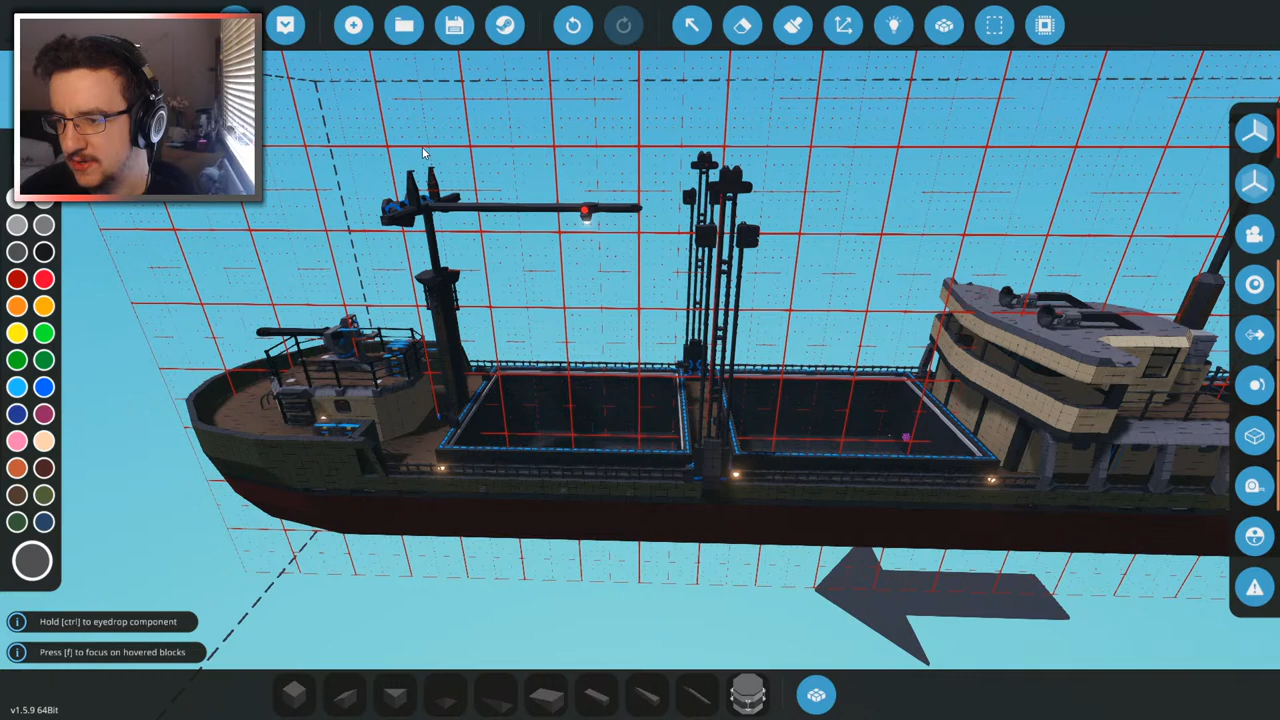 Hold [ctrl] to eyedrop component
Press [f] to focus on hovered blocks
v1.5.9 64Bit